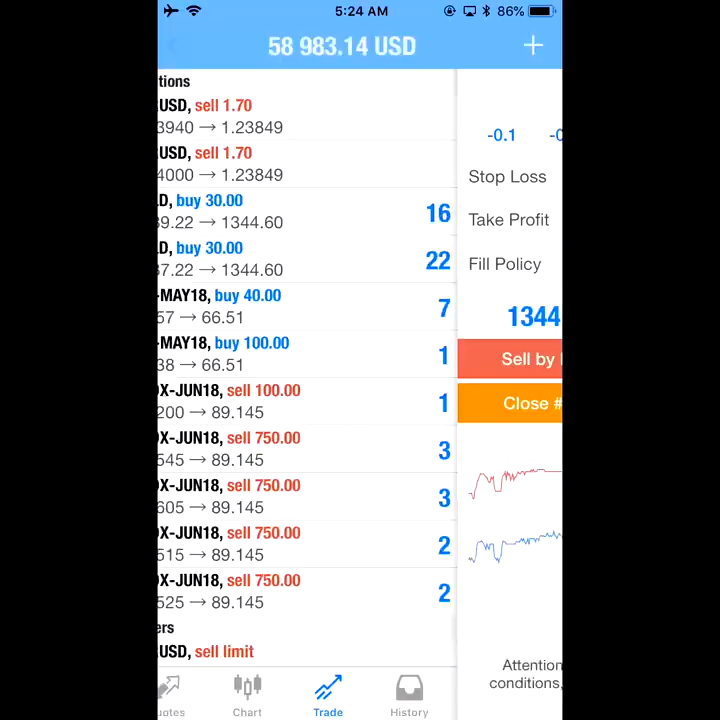 5:24 AM 86%
58 983.14 USD +
tions
USD, sell 1.70
3940 → 1.23849
USD, sell 1.70
4000 → 1.23849
D, buy 30.00
39.22 → 1344.60
16
D, buy 30.00
37.22 → 1344.60
22
-MAY18, buy 40.00
57 → 66.51
7
-MAY18, buy 100.00
38 → 66.51
1
X-JUN18, sell 100.00
200 → 89.145
1
X-JUN18, sell 750.00
545 → 89.145
3
X-JUN18, sell 750.00
605 → 89.145
3
X-JUN18, sell 750.00
515 → 89.145
2
X-JUN18, sell 750.00
525 → 89.145
2
ers
USD, sell limit
-0.1
Stop Loss
Take Profit
Fill Policy
1344
Sell by
Close #
Attention
conditions,
uotes Chart Trade History